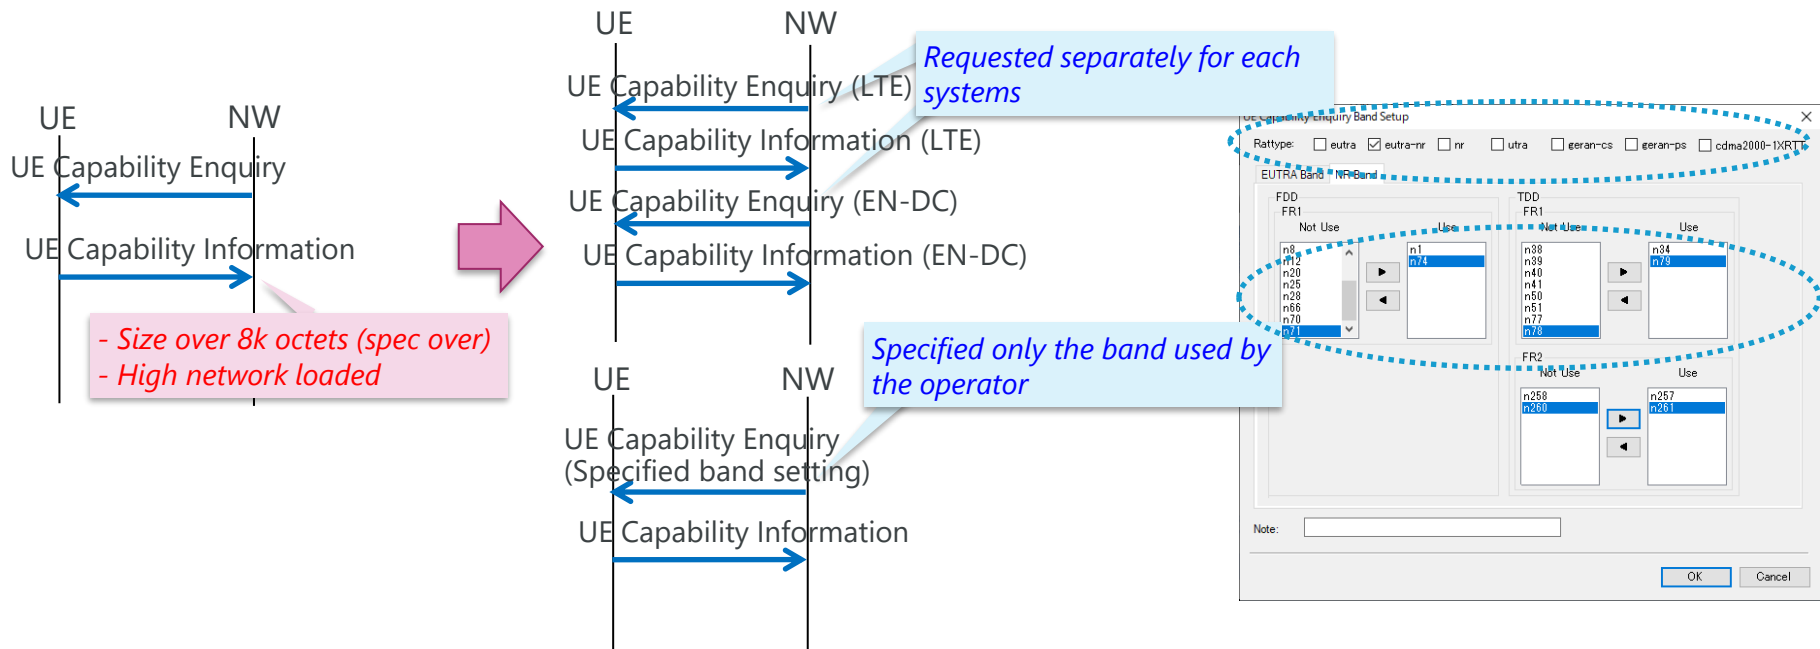 UE
NW
UE Capability Enquiry
UE Capability Information
- Size over 8k octets (spec over)
- High network loaded
UE
NW
UE Capability Enquiry (LTE)
UE Capability Information (LTE)
UE Capability Enquiry (EN-DC)
UE Capability Information (EN-DC)
Requested separately for each
systems
UE
NW
UE Capability Enquiry
(Specified band setting)
UE Capability Information
Specified only the band used by
the operator
UE Capability Enquiry Band Setup
Rattype:
eutra
eutra-nr
nr
utra
geran-cs
geran-ps
cdma2000-1XRTT
EUTRA Band
NR Band
FDD
FR1
Not Use
Use
n8
n12
n20
n25
n28
n66
n70
n71
n1
n74
TDD
FR1
Not Use
Use
n38
n39
n40
n41
n50
n51
n77
n78
n34
n79
FR2
Not Use
Use
n258
n260
n257
n261
Note:
OK
Cancel